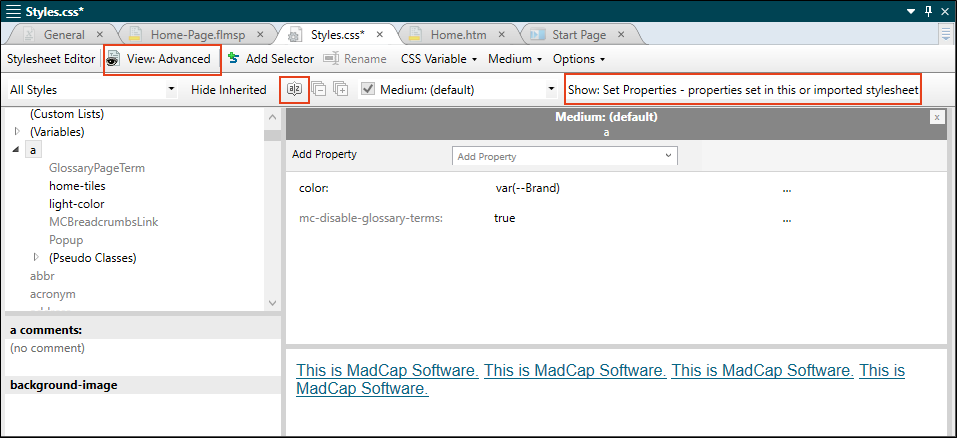 Styles.css*
General Home-Page.flmsp Styles.css* Home.htm Start Page
Stylesheet Editor View: Advanced Add Selector Rename CSS Variable Medium Options
All Styles Hide Inherited Medium: (default) Show: Set Properties - properties set in this or imported stylesheet
(Custom Lists)
(Variables)
a
GlossaryPageTerm
home-tiles
light-color
MCBreadcrumbsLink
Popup
(Pseudo Classes)
abbr
acronym
a comments:
(no comment)
background-image
Medium: (default)
a
Add Property Add Property
color: var(--Brand) ...
mc-disable-glossary-terms: true ...
This is MadCap Software. This is MadCap Software. This is MadCap Software. This is
MadCap Software.